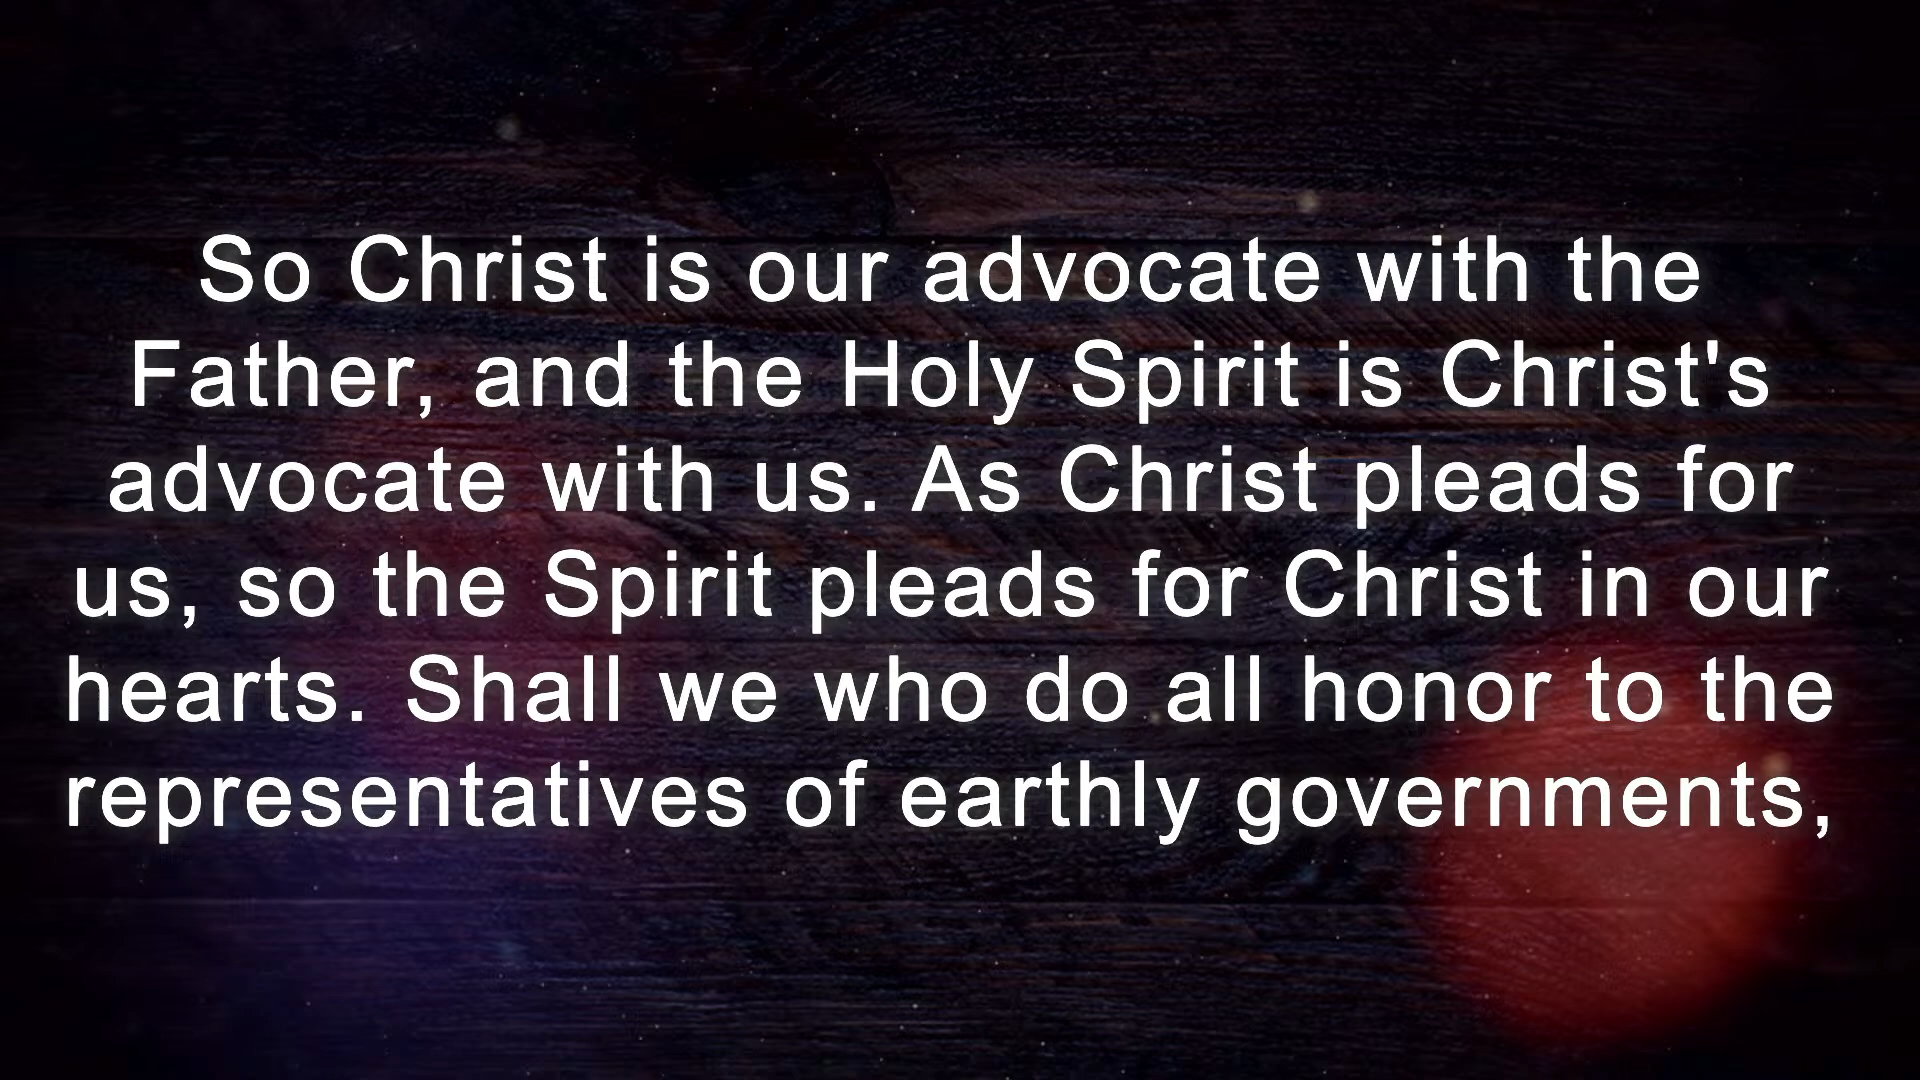 So Christ is our advocate with the
Father, and the Holy Spirit is Christ's
advocate with us. As Christ pleads for
us, so the Spirit pleads for Christ in our
hearts. Shall we who do all honor to the
representatives of earthly governments,